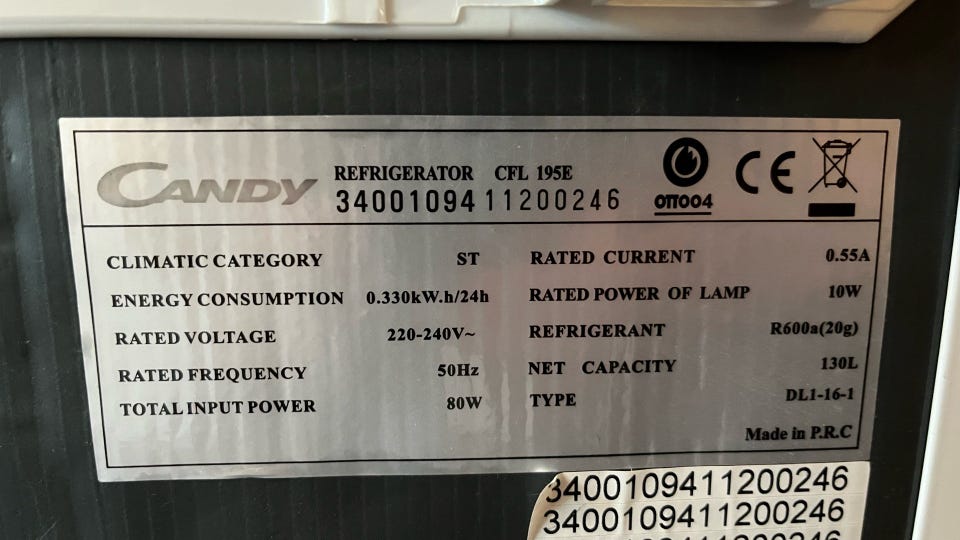 CANDY
REFRIGERATOR CFL 195E
34001094 11200246
OTTOO4
CE
CLIMATIC CATEGORY ST
ENERGY CONSUMPTION 0.330kW.h/24h
RATED VOLTAGE 220-240V~
RATED FREQUENCY 50Hz
TOTAL INPUT POWER 80W
RATED CURRENT 0.55A
RATED POWER OF LAMP 10W
REFRIGERANT R600a(20g)
NET CAPACITY 130L
TYPE DL1-16-1
Made in P.R.C
3400109411200246
3400109411200246
3400109411200246